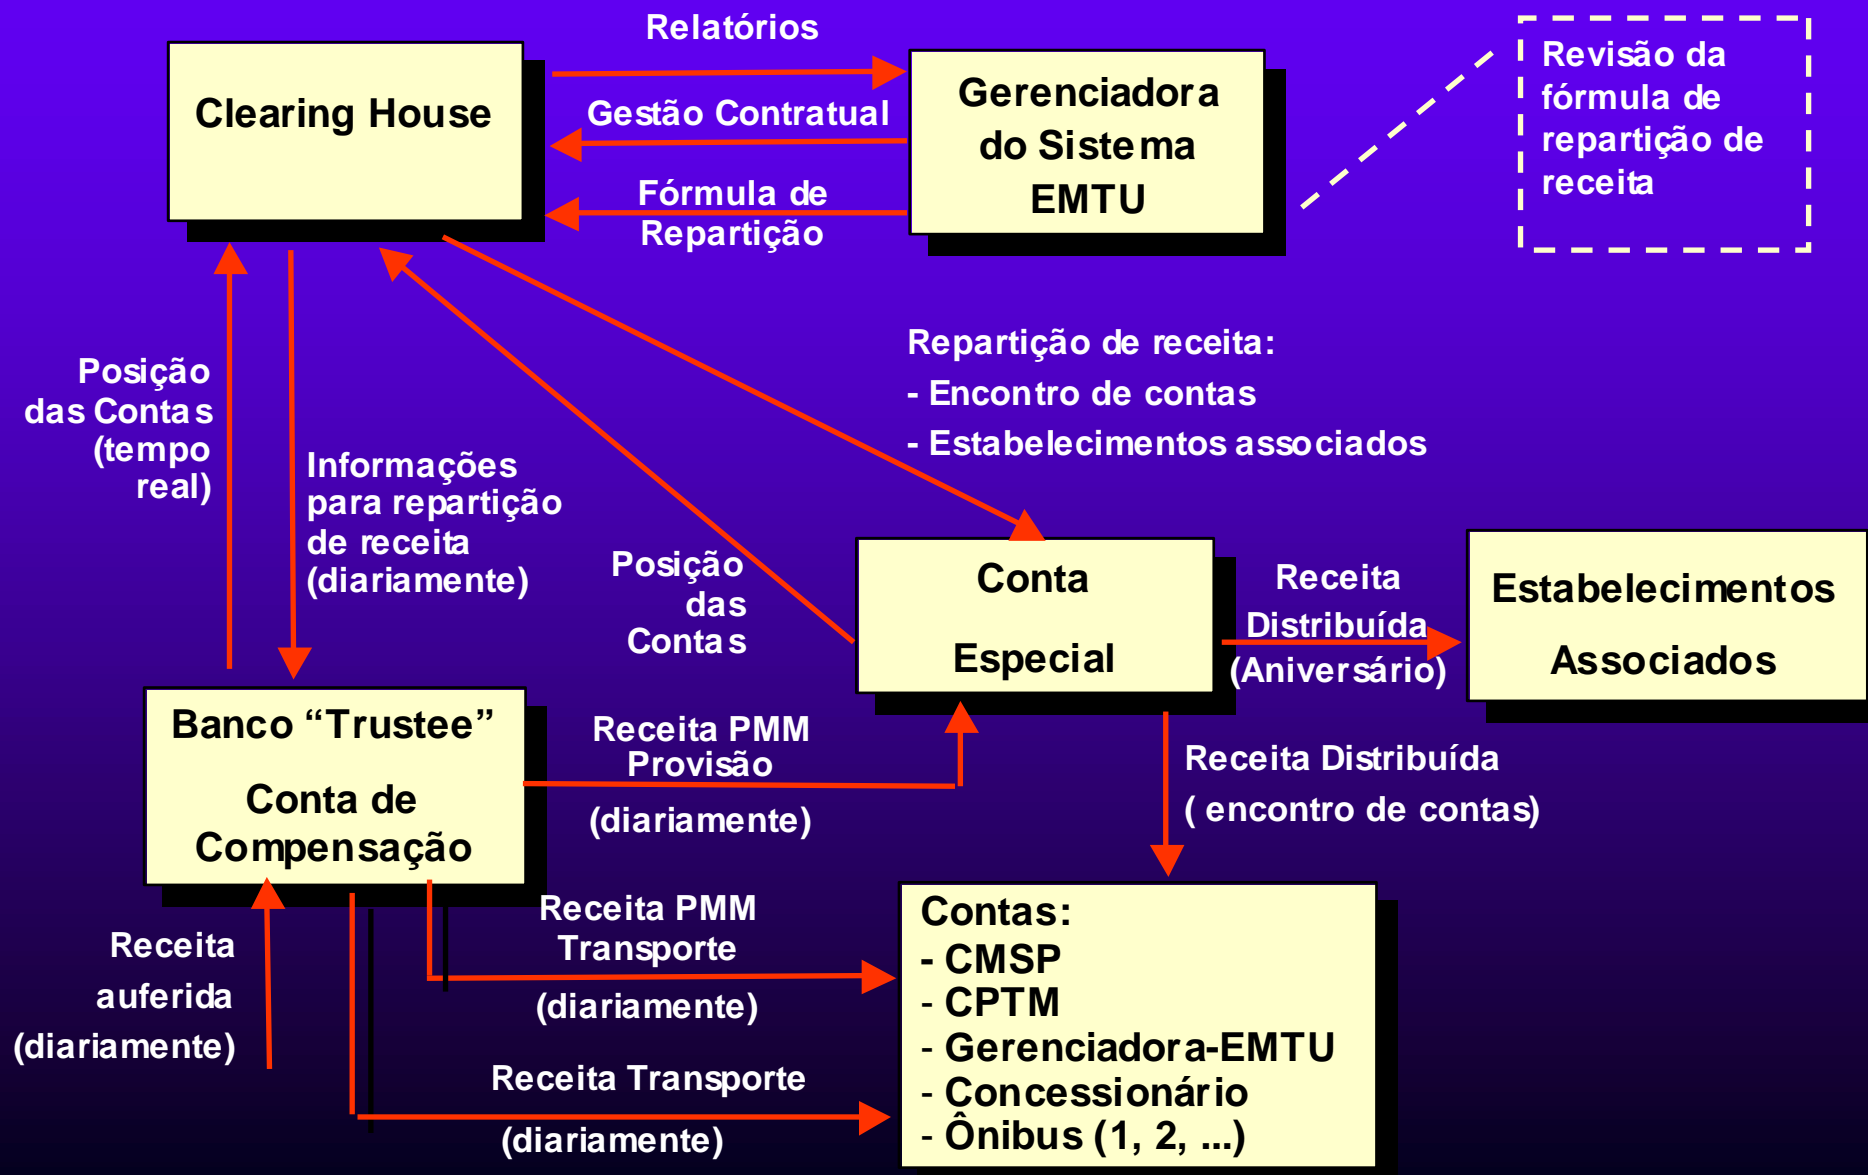 Relatórios
Clearing House
Gestão Contratual
Fórmula de
Repartição
Gerenciadora
do Sistema
EMTU
Revisão da
fórmula de
repartição de
receita
Posição
das Contas
(tempo
real)
Informações
para repartição
de receita
(diariamente)
Repartição de receita:
- Encontro de contas
- Estabelecimentos associados
Posição
das
Contas
Conta
Especial
Receita
Distribuída
(Aniversário)
Estabelecimentos
Associados
Banco “Trustee”
Conta de
Compensação
Receita PMM
Provisão
(diariamente)
Receita Distribuída
( encontro de contas)
Receita
auferida
(diariamente)
Receita PMM
Transporte
(diariamente)
Receita Transporte
(diariamente)
Contas:
- CMSP
- CPTM
- Gerenciadora-EMTU
- Concessionário
- Ônibus (1, 2, ...)